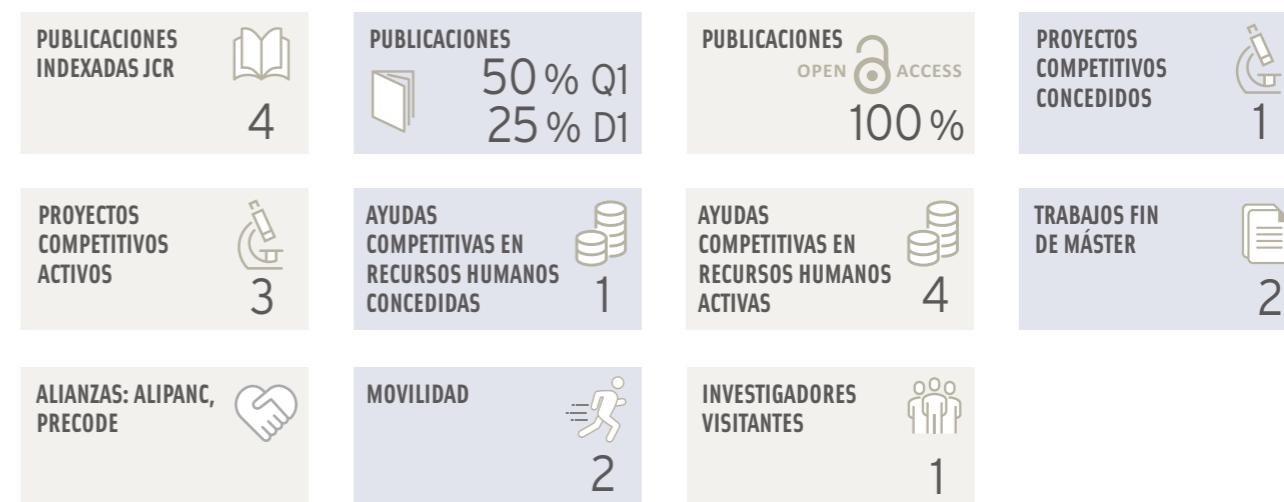 PUBLICACIONES
INDEXADAS JCR
4
PUBLICACIONES
50 % Q1
25 % D1
PUBLICACIONES
OPEN ACCESS
100 %
PROYECTOS
COMPETITIVOS
CONCEDIDOS
1
PROYECTOS
COMPETITIVOS
ACTIVOS
3
AYUDAS
COMPETITIVAS EN
RECURSOS HUMANOS
CONCEDIDAS
1
AYUDAS
COMPETITIVAS EN
RECURSOS HUMANOS
ACTIVAS
4
TRABAJOS FIN
DE MÁSTER
2
ALIANZAS: ALIPANC,
PRECODE
MOVILIDAD
2
INVESTIGADORES
VISITANTES
1